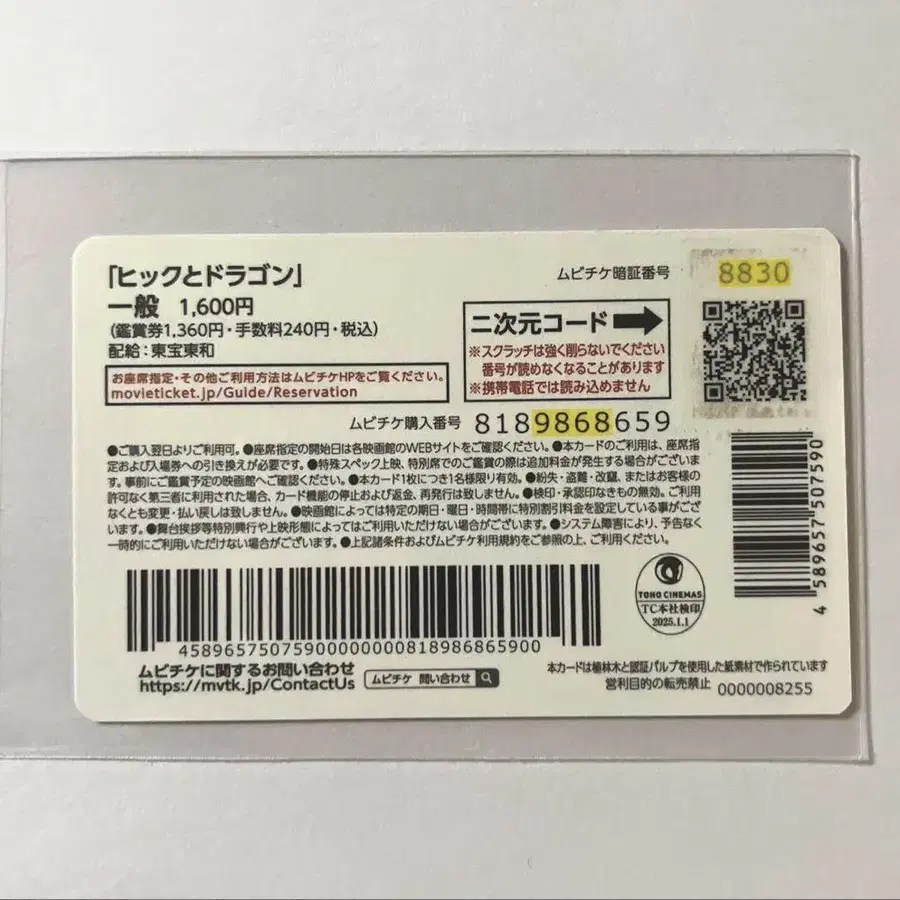 「ヒックとドラゴン」
一般 1,600円
(鑑賞券1,360円・手数料240円・税込)
配給：東宝東和
お座席指定・その他ご利用方法はムビチケHPをご覧ください。
movieticket.jp/Guide/Reservation
ムビチケ暗証番号 8830
二次元コード
※スクラッチは強く削らないでください
番号が読めなくなることがあります
※携帯電話では読み込めません
ムビチケ購入番号 8189868659
●ご購入翌日よりご利用可。●座席指定の開始日は各映画館のWEBサイトをご確認ください。●本カードのご利用は、座席指
定および入場券への引き換えが必要です。●特殊スペック上映、特別席でのご鑑賞の際は追加料金が発生する場合がございま
す。事前にご鑑賞予定の映画館へご確認ください。●本カード1枚につき1名様限り有効。●紛失・盗難・改竄、またはお客様の
許可なく第三者に利用された場合、カード機能の停止および返金、再発行は致しません。●検印・承認印なきもの無効。ご利用
なくとも変更・払い戻しは致しません。●映画館によっては特定の期日・曜日・時間帯に特別割引料金を設定している事がござ
います。●舞台挨拶等特別興行や上映形態によってはご利用いただけない場合がございます。●システム障害により、予告なく
一時的にご利用いただけない場合がございます。●上記諸条件およびムビチケ利用規約をご参照の上、ご利用ください。
45896575075900000000818986865900
4 589657 507590
TOHO CINEMAS
TC本社検印
2025.1.1
ムビチケに関するお問い合わせ
https://mvtk.jp/ContactUs
ムビチケ 問い合わせ
本カードは植林木と認証パルプを使用した紙素材で作られています
営利目的の転売禁止 0000008255